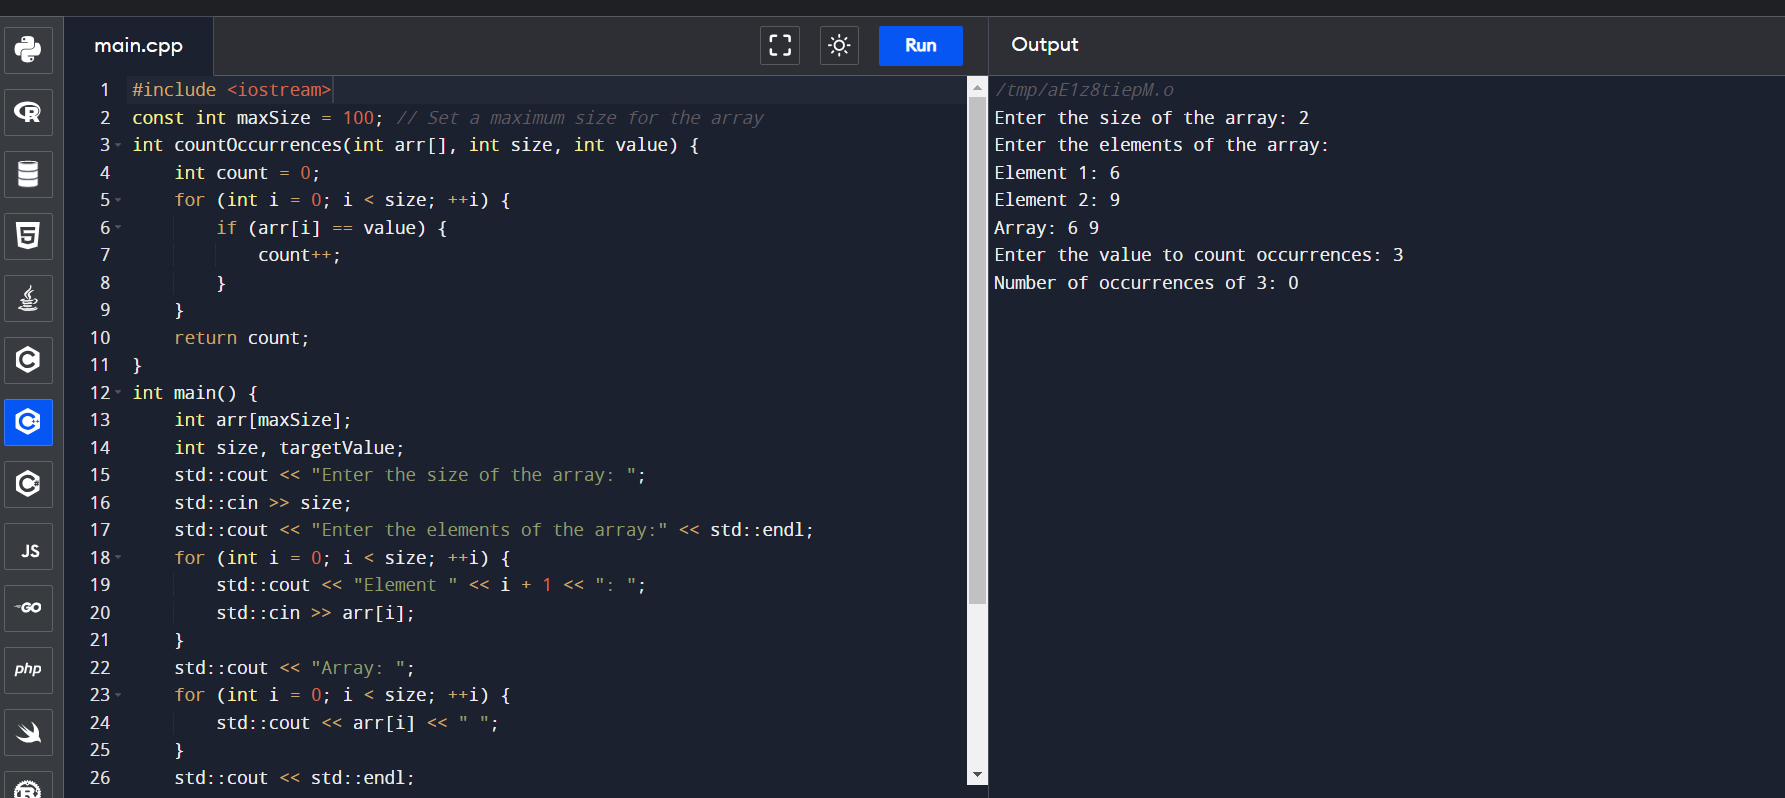 main.cpp
Run
Output
1 #include <iostream>
2 const int maxSize = 100; // Set a maximum size for the array
3 int countOccurrences(int arr[], int size, int value) {
4     int count = 0;
5     for (int i = 0; i < size; ++i) {
6         if (arr[i] == value) {
7             count++;
8         }
9     }
10     return count;
11 }
12 int main() {
13     int arr[maxSize];
14     int size, targetValue;
15     std::cout << "Enter the size of the array: ";
16     std::cin >> size;
17     std::cout << "Enter the elements of the array:" << std::endl;
18     for (int i = 0; i < size; ++i) {
19         std::cout << "Element " << i + 1 << ": ";
20         std::cin >> arr[i];
21     }
22     std::cout << "Array: ";
23     for (int i = 0; i < size; ++i) {
24         std::cout << arr[i] << " ";
25     }
26     std::cout << std::endl;
/tmp/aE1z8tiepM.o
Enter the size of the array: 2
Enter the elements of the array:
Element 1: 6
Element 2: 9
Array: 6 9
Enter the value to count occurrences: 3
Number of occurrences of 3: 0
R
5
C
C++
C#
JS
GO
php
R